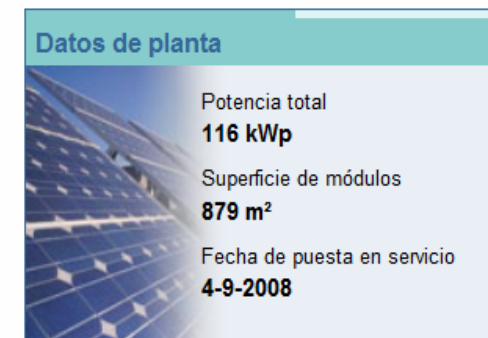 Datos de planta
Potencia total
116 kWp
Superficie de módulos
879 m²
Fecha de puesta en servicio
4-9-2008